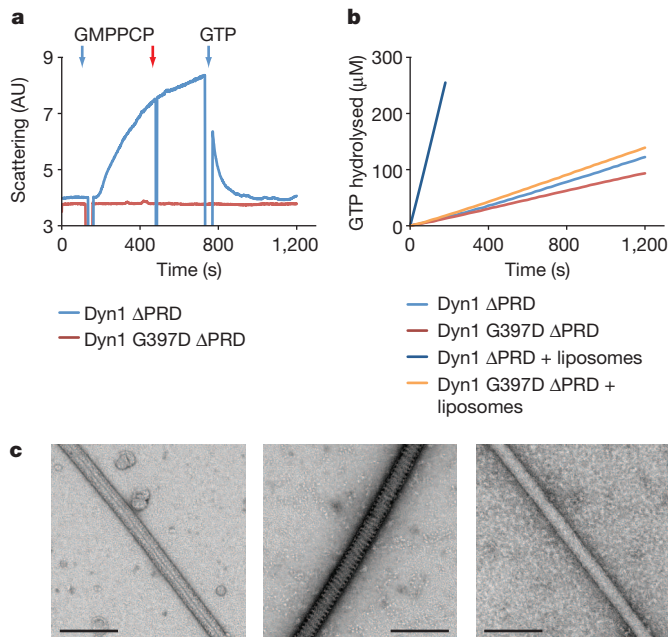 a
GMPPCP
GTP
Scattering (AU)
9
7
5
3
0
400
800
1,200
Time (s)
Dyn1 ΔPRD
Dyn1 G397D ΔPRD
b
GTP hydrolysed (μM)
300
200
100
0
0
400
800
1,200
Time (s)
Dyn1 ΔPRD
Dyn1 G397D ΔPRD
Dyn1 ΔPRD + liposomes
Dyn1 G397D ΔPRD +
liposomes
c